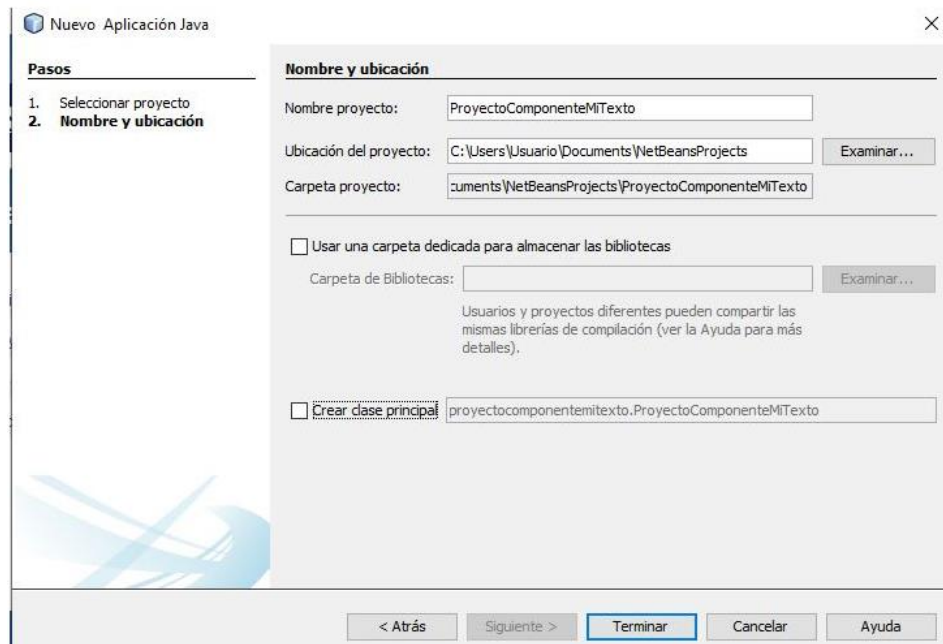 Nuevo Aplicación Java
Pasos
1. Seleccionar proyecto
2. Nombre y ubicación
Nombre y ubicación
Nombre proyecto: ProyectoComponenteMiTexto
Ubicación del proyecto: C:\Users\Usuario\Documents\NetBeansProjects Examinar...
Carpeta proyecto: cuments\NetBeansProjects\ProyectoComponenteMiTexto
Usar una carpeta dedicada para almacenar las bibliotecas
Carpeta de Bibliotecas: Examinar...
Usuarios y proyectos diferentes pueden compartir las
mismas librerías de compilación (ver la Ayuda para más
detalles).
Crear clase principal proyectocomponentemitexto.ProyectoComponenteMiTexto
< Atrás Siguiente > Terminar Cancelar Ayuda